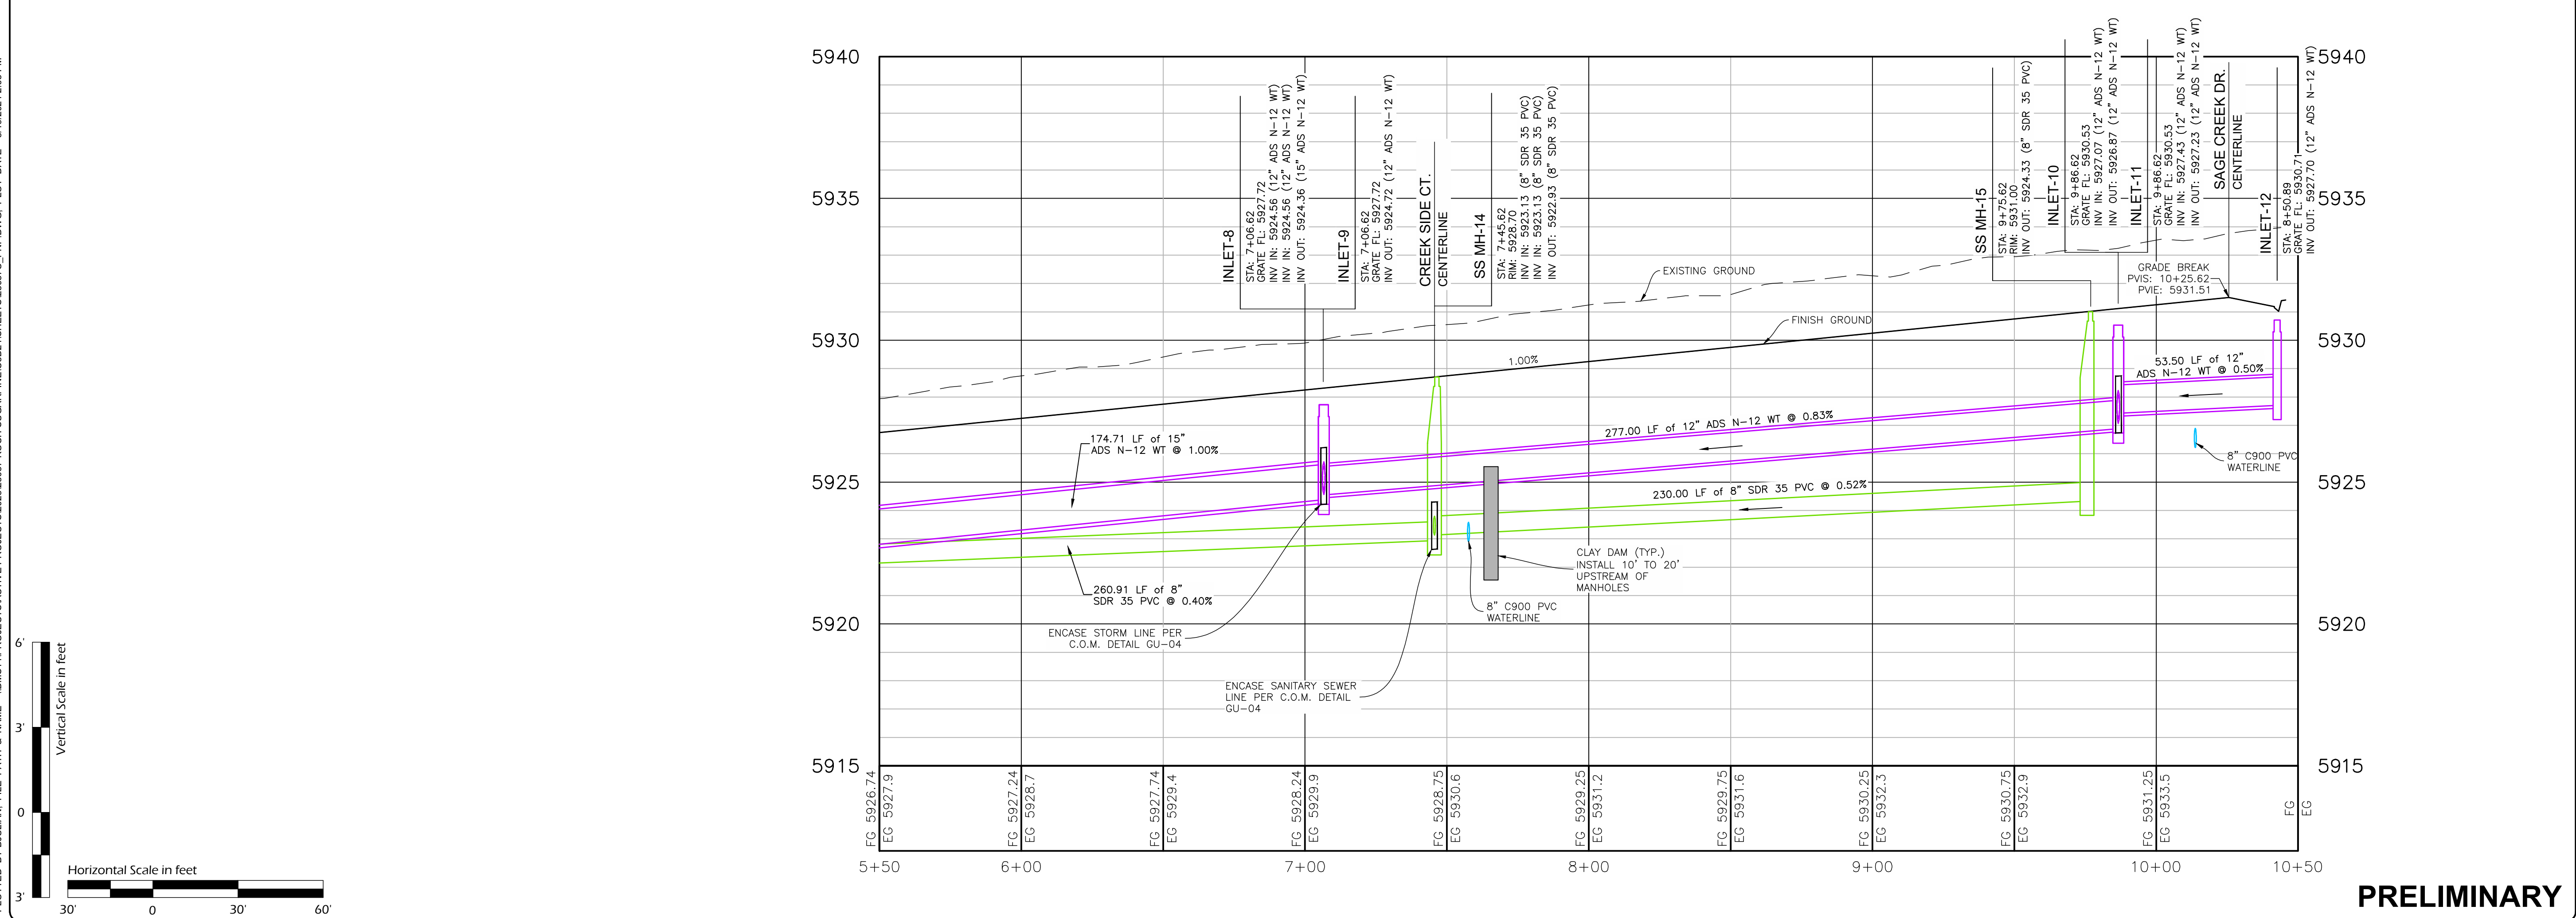 5940
5935
5930
5925
5920
5915
INLET-8
STA: 7+06.62
GRATE FL: 5927.72
INV IN: 5924.56 (12" ADS N-12 WT)
INV IN: 5924.56 (12" ADS N-12 WT)
INV OUT: 5924.36 (15" ADS N-12 WT)
INLET-9
STA: 7+06.62
GRATE FL: 5927.72
INV OUT: 5924.72 (12" ADS N-12 WT)
CREEK SIDE CT.
CENTERLINE
SS MH-14
STA: 7+45.62
RIM: 5928.70
INV IN: 5923.13 (8" SDR 35 PVC)
INV IN: 5923.13 (8" SDR 35 PVC)
INV OUT: 5922.93 (8" SDR 35 PVC)
SS MH-15
STA: 9+75.62
RIM: 5931.00
INV OUT: 5924.33 (8" SDR 35 PVC)
INLET-10
STA: 9+86.62
GRATE FL: 5930.53
INV IN: 5927.07 (12" ADS N-12 WT)
INV OUT: 5926.87 (12" ADS N-12 WT)
INLET-11
STA: 9+86.62
GRATE FL: 5930.53
INV IN: 5927.43 (12" ADS N-12 WT)
INV OUT: 5927.23 (12" ADS N-12 WT)
SAGE CREEK DR.
CENTERLINE
INLET-12
STA: 8+50.89
GRATE FL: 5930.71
INV OUT: 5927.70 (12" ADS N-12 WT)
5940
5935
5930
5925
5920
5915
EXISTING GROUND
GRADE BREAK
PVIS: 10+25.62
PVIE: 5931.51
FINISH GROUND
1.00%
53.50 LF of 12"
ADS N-12 WT @ 0.50%
277.00 LF of 12" ADS N-12 WT @ 0.83%
174.71 LF of 15"
ADS N-12 WT @ 1.00%
8" C900 PVC
WATERLINE
230.00 LF of 8" SDR 35 PVC @ 0.52%
CLAY DAM (TYP.)
INSTALL 10' TO 20'
UPSTREAM OF
MANHOLES
260.91 LF of 8"
SDR 35 PVC @ 0.40%
8" C900 PVC
WATERLINE
ENCASE STORM LINE PER
C.O.M. DETAIL GU-04
ENCASE SANITARY SEWER
LINE PER C.O.M. DETAIL
GU-04
FG 5926.74
EG 5927.9
FG 5927.24
EG 5928.7
FG 5927.74
EG 5929.4
FG 5928.24
EG 5929.9
FG 5928.75
EG 5930.6
FG 5929.25
EG 5931.2
FG 5929.75
EG 5931.6
FG 5930.25
EG 5932.3
FG 5930.75
EG 5932.9
FG 5931.25
EG 5933.5
FG
EG
5+50
6+00
7+00
8+00
9+00
10+00
10+50
6'
3'
0
3'
Vertical Scale in feet
Horizontal Scale in feet
30'
0
30'
60'
PRELIMINARY